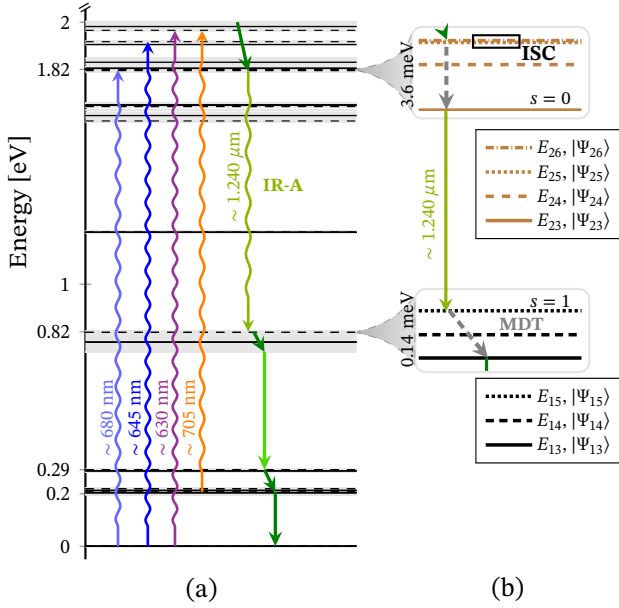 Energy [eV]
2
1.82
1
0.82
0.29
0.2
0
~ 680 nm
~ 645 nm
~ 630 nm
~ 705 nm
~ 1.240 μm
IR-A
(a)
3.6 meV
ISC
s = 0
E₂₆, |Ψ₂₆⟩
E₂₅, |Ψ₂₅⟩
E₂₄, |Ψ₂₄⟩
E₂₃, |Ψ₂₃⟩
~ 1.240 μm
0.14 meV
s = 1
MDT
E₁₅, |Ψ₁₅⟩
E₁₄, |Ψ₁₄⟩
E₁₃, |Ψ₁₃⟩
(b)